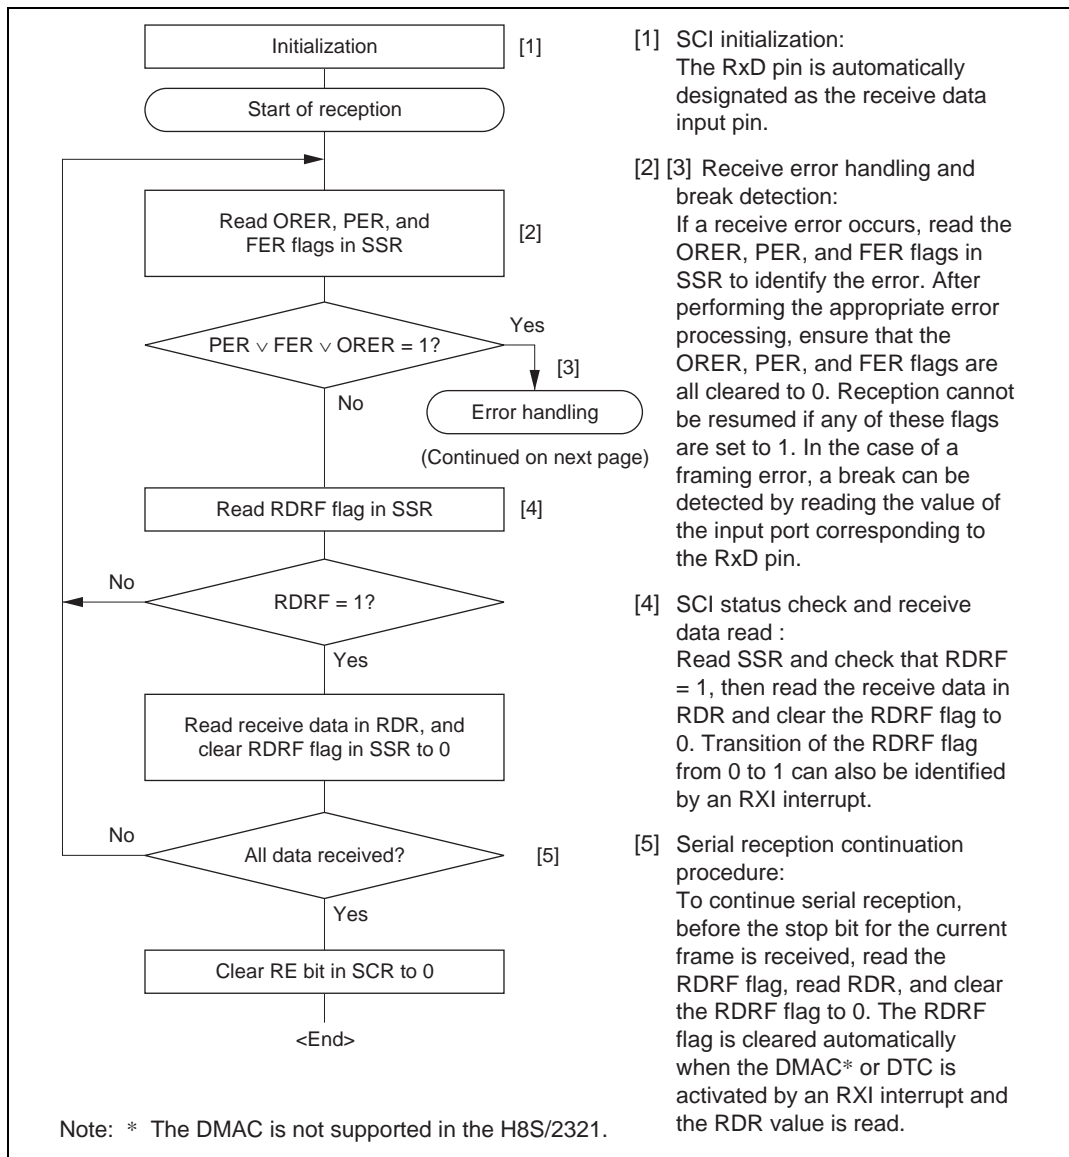 Initialization
[1]
Start of reception
Read ORER, PER, and
FER flags in SSR
[2]
PER ∨ FER ∨ ORER = 1?
Yes
[3]
No
Error handling
(Continued on next page)
Read RDRF flag in SSR
[4]
No
RDRF = 1?
Yes
Read receive data in RDR, and
clear RDRF flag in SSR to 0
No
All data received?
[5]
Yes
Clear RE bit in SCR to 0
<End>
[1] SCI initialization:
The RxD pin is automatically
designated as the receive data
input pin.
[2] [3] Receive error handling and
break detection:
If a receive error occurs, read the
ORER, PER, and FER flags in
SSR to identify the error. After
performing the appropriate error
processing, ensure that the
ORER, PER, and FER flags are
all cleared to 0. Reception cannot
be resumed if any of these flags
are set to 1. In the case of a
framing error, a break can be
detected by reading the value of
the input port corresponding to
the RxD pin.
[4] SCI status check and receive
data read :
Read SSR and check that RDRF
= 1, then read the receive data in
RDR and clear the RDRF flag to
0. Transition of the RDRF flag
from 0 to 1 can also be identified
by an RXI interrupt.
[5] Serial reception continuation
procedure:
To continue serial reception,
before the stop bit for the current
frame is received, read the
RDRF flag, read RDR, and clear
the RDRF flag to 0. The RDRF
flag is cleared automatically
when the DMAC* or DTC is
activated by an RXI interrupt and
the RDR value is read.
Note: * The DMAC is not supported in the H8S/2321.